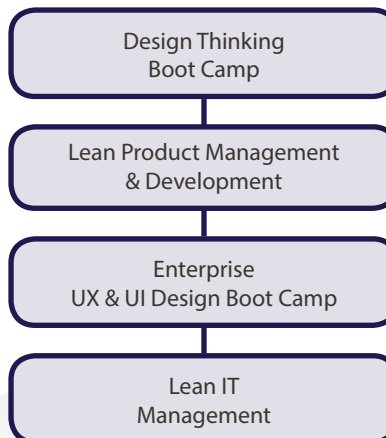 Design Thinking
Boot Camp
Lean Product Management
& Development
Enterprise
UX & UI Design Boot Camp
Lean IT
Management